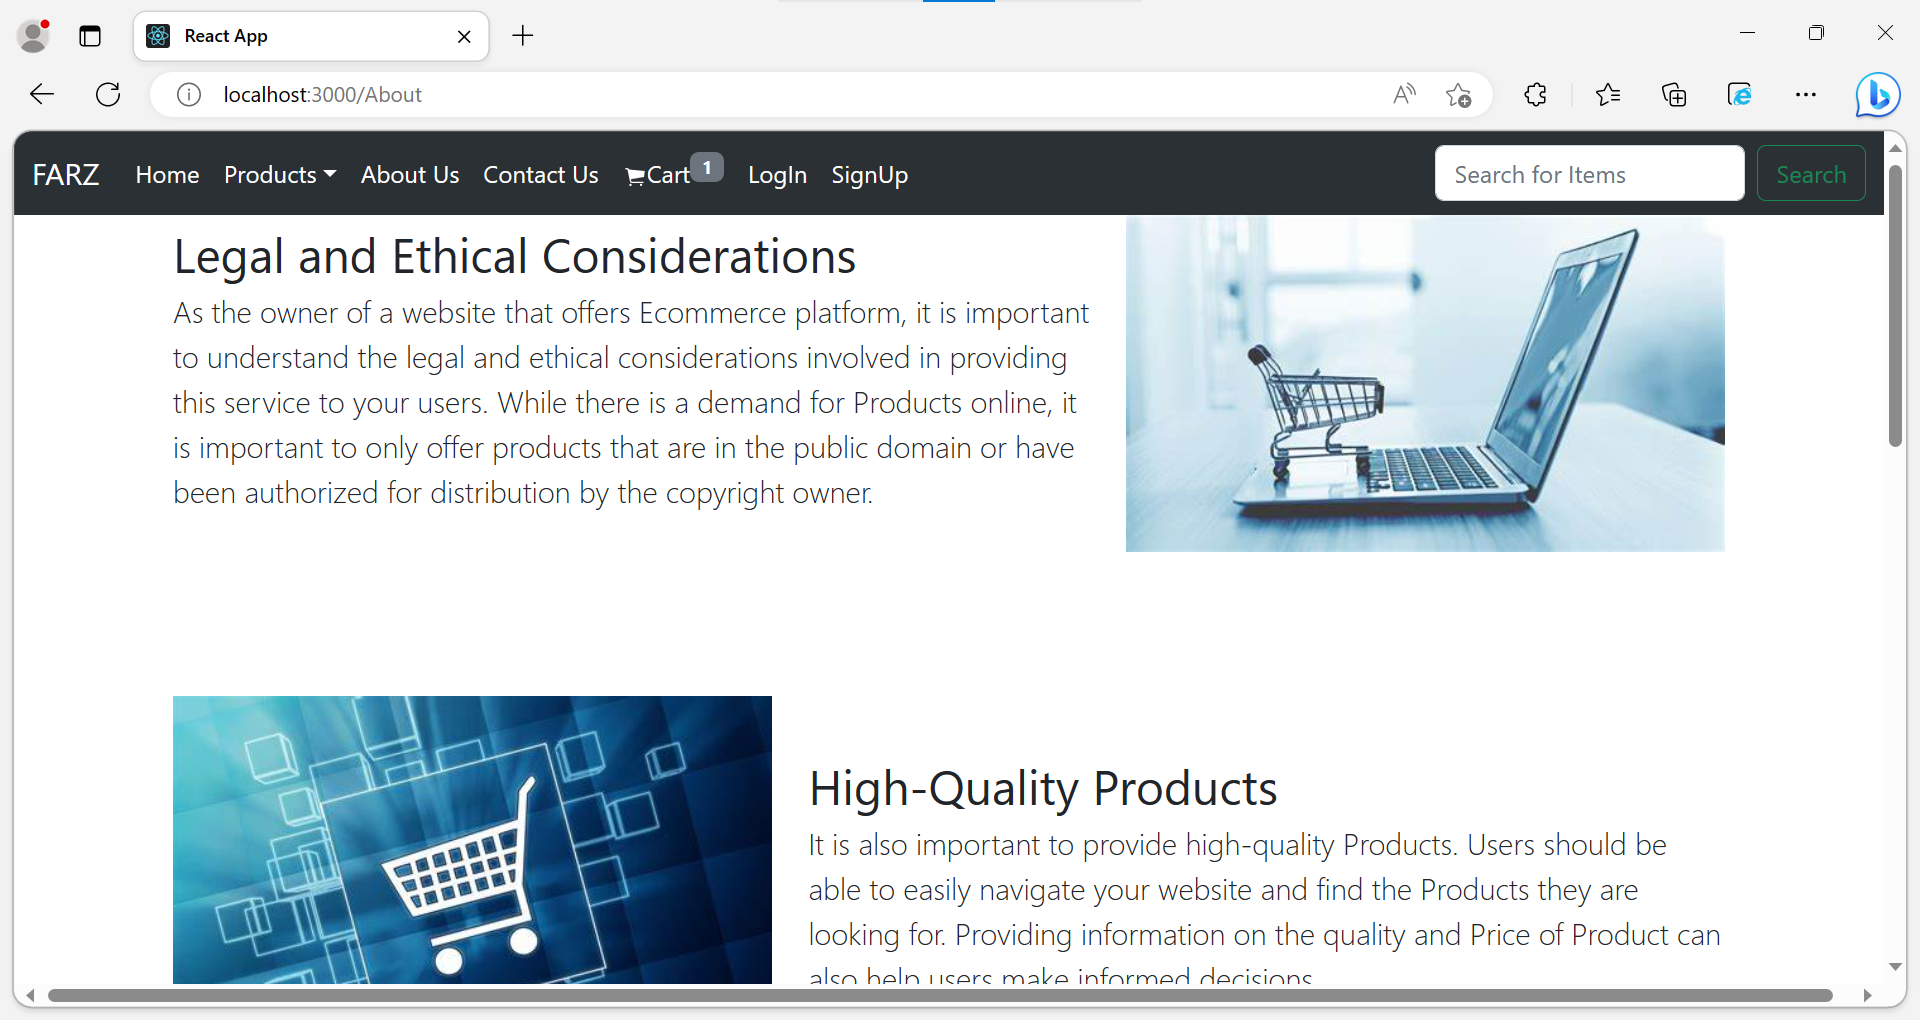 React App
localhost:3000/About
FARZ Home Products About Us Contact Us Cart 1 LogIn SignUp Search for Items Search
Legal and Ethical Considerations
As the owner of a website that offers Ecommerce platform, it is important
to understand the legal and ethical considerations involved in providing
this service to your users. While there is a demand for Products online, it
is important to only offer products that are in the public domain or have
been authorized for distribution by the copyright owner.
High-Quality Products
It is also important to provide high-quality Products. Users should be
able to easily navigate your website and find the Products they are
looking for. Providing information on the quality and Price of Product can
also help users make informed decisions.